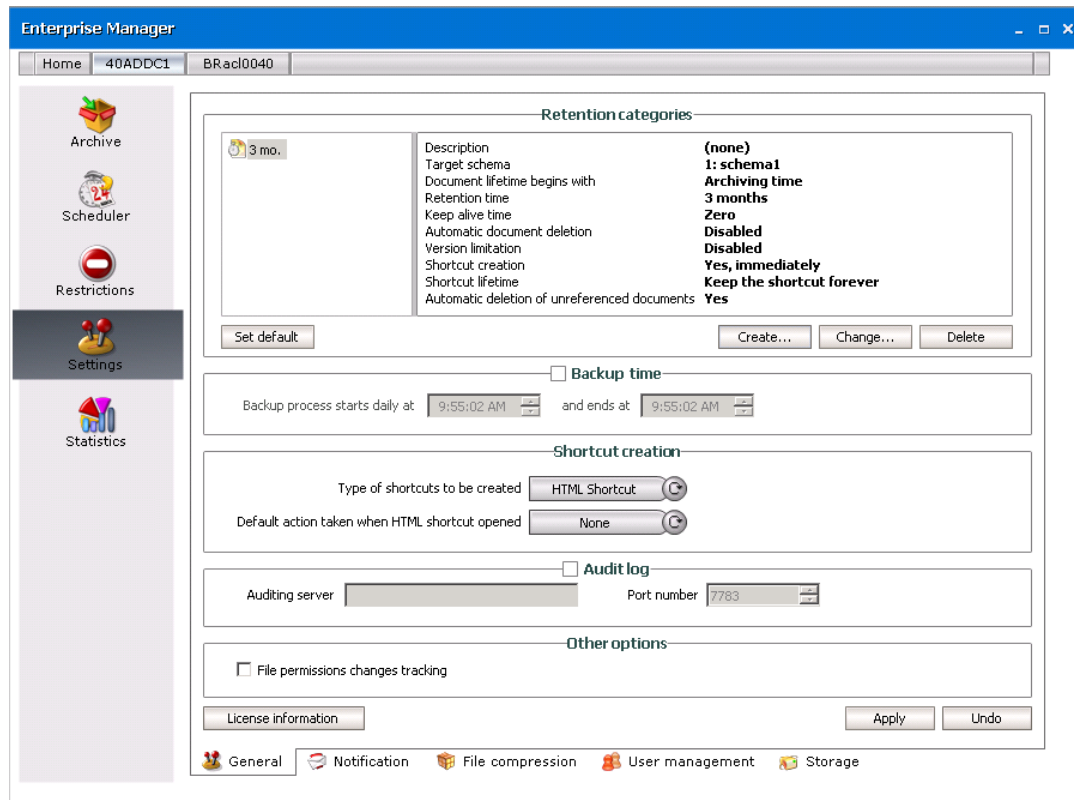 Enterprise Manager
Home 40ADDC1 BRacl0040
Archive
Scheduler
Restrictions
Settings
Statistics
Retention categories
3 mo.
Description (none)
Target schema 1: schema1
Document lifetime begins with Archiving time
Retention time 3 months
Keep alive time Zero
Automatic document deletion Disabled
Version limitation Disabled
Shortcut creation Yes, immediately
Shortcut lifetime Keep the shortcut forever
Automatic deletion of unreferenced documents Yes
Set default Create... Change... Delete
Backup time
Backup process starts daily at 9:55:02 AM and ends at 9:55:02 AM
Shortcut creation
Type of shortcuts to be created HTML Shortcut
Default action taken when HTML shortcut opened None
Audit log
Auditing server Port number 7783
Other options
File permissions changes tracking
License information Apply Undo
General Notification File compression User management Storage